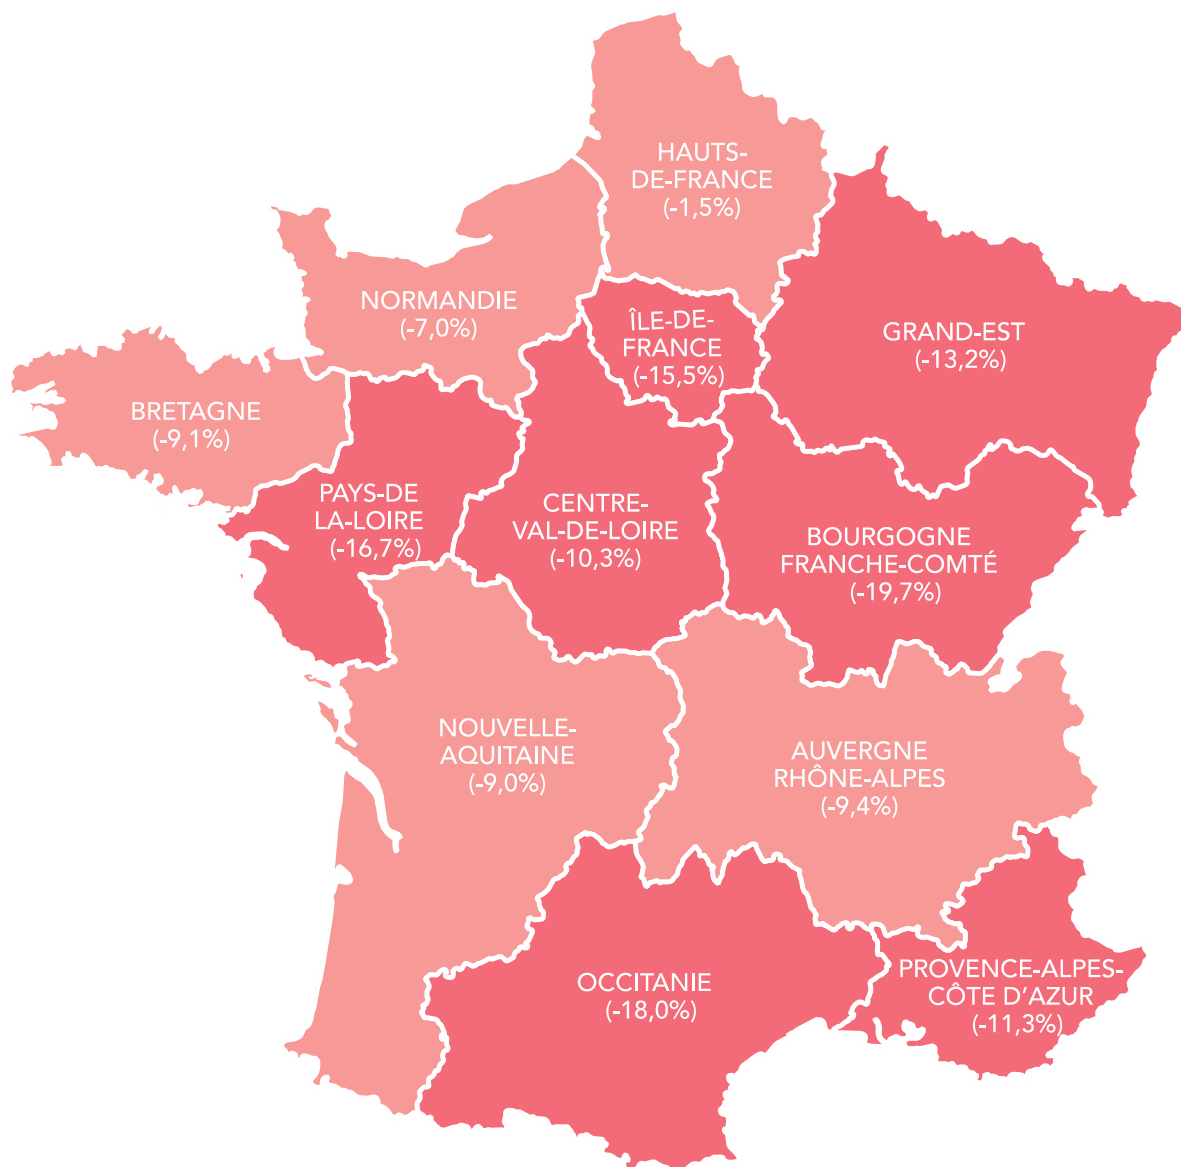 HAUTS-
DE-FRANCE
(-1,5%)
NORMANDIE
(-7,0%)
ÎLE-DE-
FRANCE
(-15,5%)
GRAND-EST
(-13,2%)
BRETAGNE
(-9,1%)
PAYS-DE
LA-LOIRE
(-16,7%)
CENTRE-
VAL-DE-LOIRE
(-10,3%)
BOURGOGNE
FRANCHE-COMTÉ
(-19,7%)
NOUVELLE-
AQUITAINE
(-9,0%)
AUVERGNE
RHÔNE-ALPES
(-9,4%)
OCCITANIE
(-18,0%)
PROVENCE-ALPES-
CÔTE D'AZUR
(-11,3%)